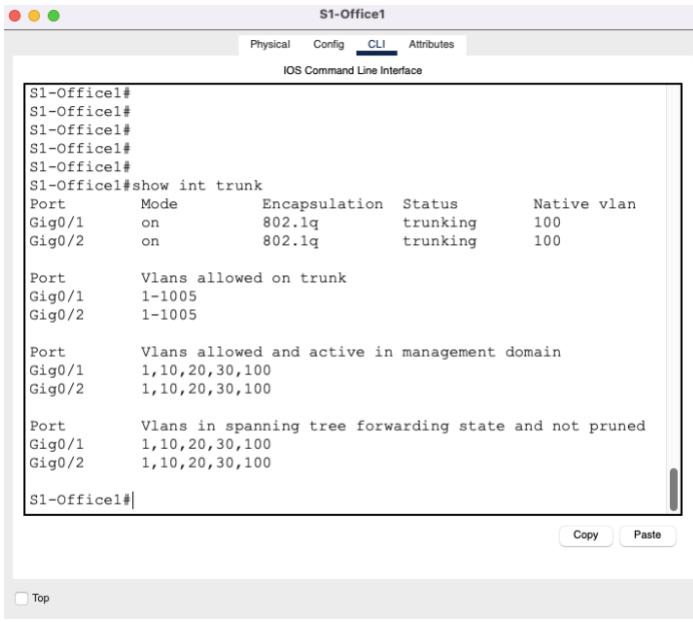 S1-Office1
Physical Config CLI Attributes
IOS Command Line Interface
S1-Office1#
S1-Office1#
S1-Office1#
S1-Office1#
S1-Office1#
S1-Office1#show int trunk
Port Mode Encapsulation Status Native vlan
Gig0/1 on 802.1q trunking 100
Gig0/2 on 802.1q trunking 100
Port Vlans allowed on trunk
Gig0/1 1-1005
Gig0/2 1-1005
Port Vlans allowed and active in management domain
Gig0/1 1,10,20,30,100
Gig0/2 1,10,20,30,100
Port Vlans in spanning tree forwarding state and not pruned
Gig0/1 1,10,20,30,100
Gig0/2 1,10,20,30,100
S1-Office1#
Copy Paste
Top